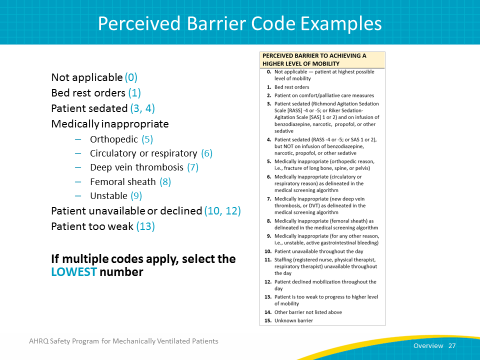 Perceived Barrier Code Examples
Not applicable (0)
Bed rest orders (1)
Patient sedated (3, 4)
Medically inappropriate
– Orthopedic (5)
– Circulatory or respiratory (6)
– Deep vein thrombosis (7)
– Femoral sheath (8)
– Unstable (9)
Patient unavailable or declined (10, 12)
Patient too weak (13)
If multiple codes apply, select the
LOWEST number
PERCEIVED BARRIER TO ACHIEVING A
HIGHER LEVEL OF MOBILITY
0. Not applicable — patient at highest possible
level of mobility
1. Bed rest orders
2. Patient on comfort/palliative care measures
3. Patient sedated (Richmond Agitation Sedation
Scale [RASS] -4 or -5; or Riker Sedation-
Agitation Scale [SAS] 1 or 2) and on infusion of
benzodiazepine, narcotic, propofol, or other
sedative
4. Patient sedated (RASS -4 or -5; or SAS 1 or 2),
but NOT on infusion of benzodiazepine,
narcotic, propofol, or other sedative
5. Medically inappropriate (orthopedic reason,
i.e., fracture of long bone, spine, or pelvis)
6. Medically inappropriate (circulatory or
respiratory reason) as delineated in the
medical screening algorithm
7. Medically inappropriate (new deep vein
thrombosis, or DVT) as delineated in the
medical screening algorithm
8. Medically inappropriate (femoral sheath) as
delineated in the medical screening algorithm
9. Medically inappropriate (for any other reason,
i.e., unstable, active gastrointestinal bleeding)
10. Patient unavailable throughout the day
11. Staffing (registered nurse, physical therapist,
respiratory therapist) unavailable throughout
the day
12. Patient declined mobilization throughout the
day
13. Patient is too weak to progress to higher level
of mobility
14. Other barrier not listed above
15. Unknown barrier
AHRQ Safety Program for Mechanically Ventilated Patients
Overview 27